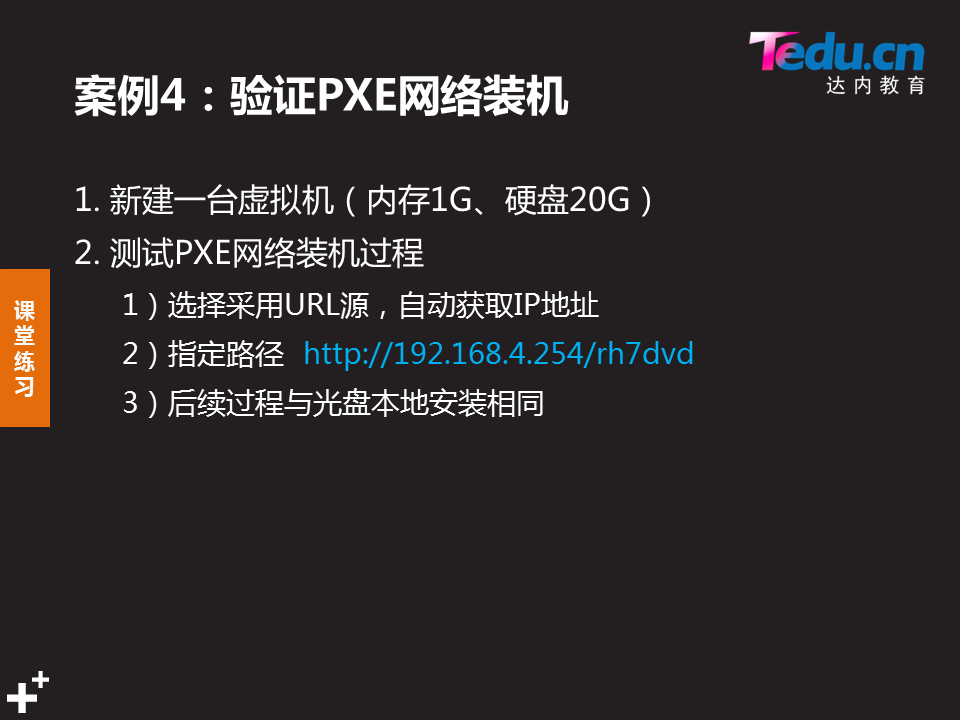 Tedu.cn
达内教育
案例4：验证PXE网络装机
1. 新建一台虚拟机（内存1G、硬盘20G）
2. 测试PXE网络装机过程
1）选择采用URL源，自动获取IP地址
2）指定路径 http://192.168.4.254/rh7dvd
3）后续过程与光盘本地安装相同
课
堂
练
习